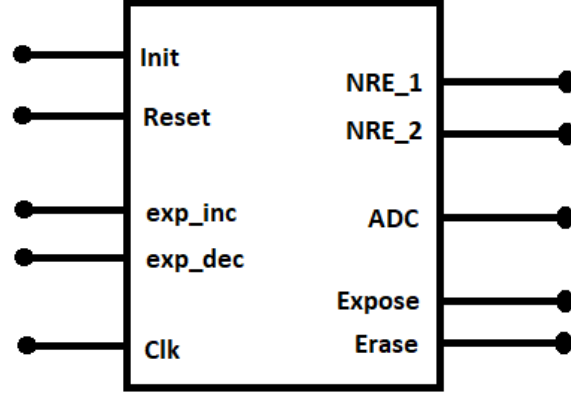 Init
Reset
exp_inc
exp_dec
Clk
NRE_1
NRE_2
ADC
Expose
Erase